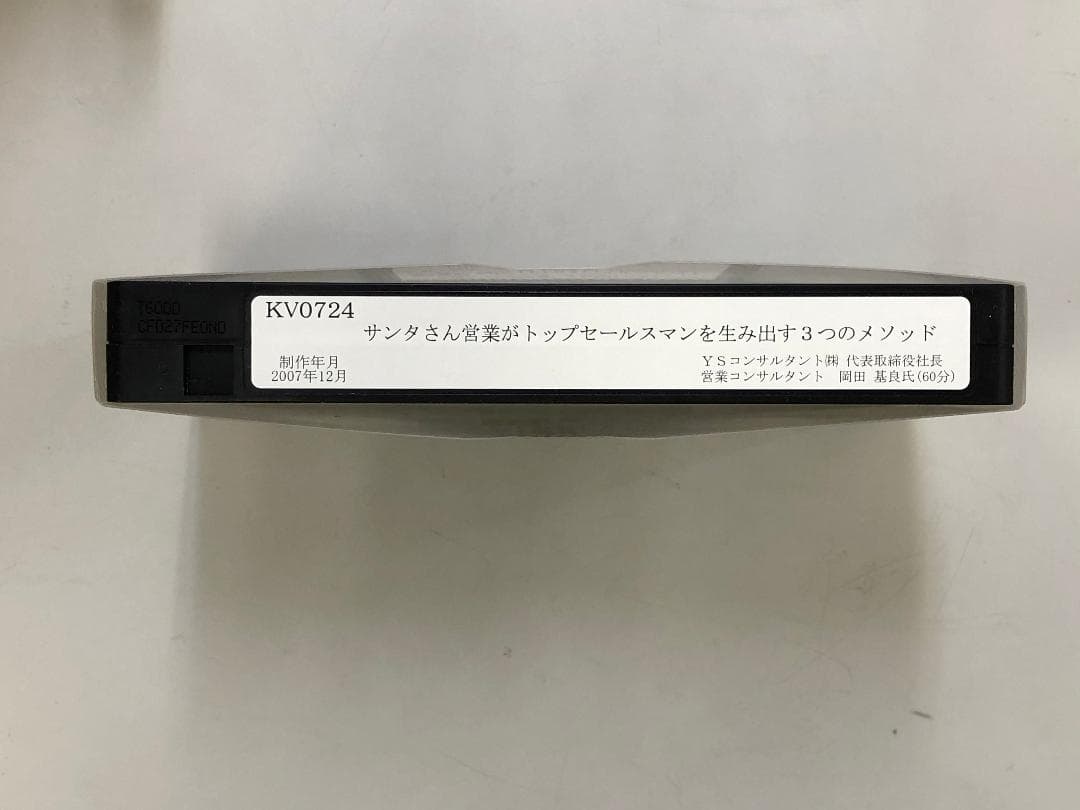 KV0724
サンタさん営業がトップセールスマンを生み出す３つのメソッド
制作年月
2007年12月
ＹＳコンサルタント㈱ 代表取締役社長
営業コンサルタント　岡田 基良氏(60分)